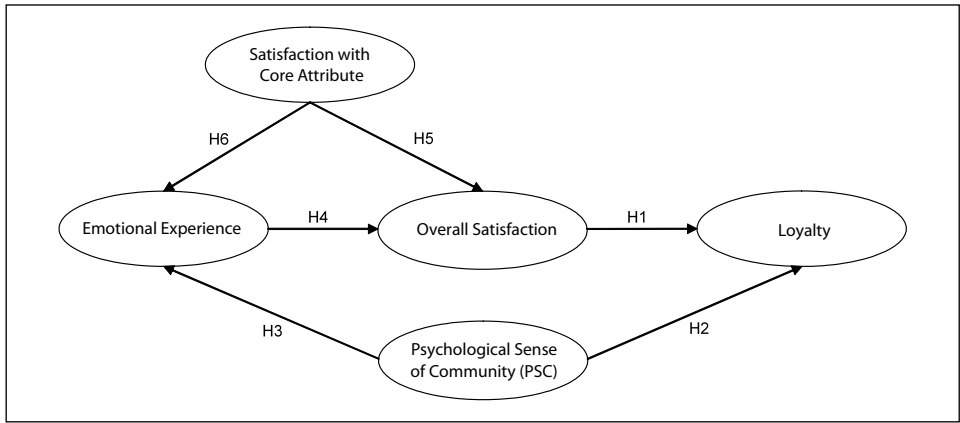 Satisfaction with
Core Attribute
H6
H5
Emotional Experience
H4
Overall Satisfaction
H1
Loyalty
H3
Psychological Sense
of Community (PSC)
H2